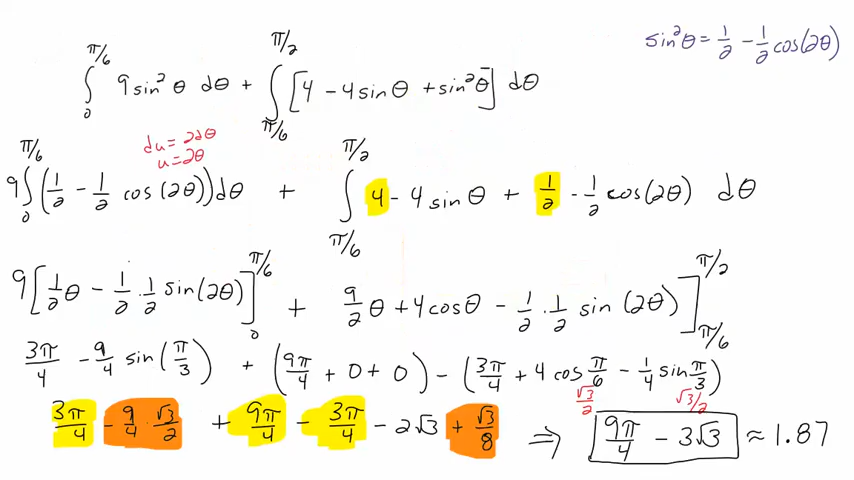 sin²θ = 1/2 - 1/2 cos(2θ)
∫₀^(π/6) 9sin²θ dθ + ∫_(π/6)^(π/2) [4 - 4sinθ + sin²θ] dθ
du = 2dθ
u = 2θ
9∫₀^(π/6) (1/2 - 1/2 cos(2θ))dθ + ∫_(π/6)^(π/2) 4 - 4sinθ + 1/2 - 1/2 cos(2θ) dθ
9[1/2 θ - 1/2 · 1/2 sin(2θ)]₀^(π/6) + 9/2 θ + 4cosθ - 1/2 · 1/2 sin(2θ)]_(π/6)^(π/2)
3π/4 - 9/4 sin(π/3) + (9π/4 + 0 + 0) - (3π/4 + 4 cos π/6 - 1/4 sin π/3)
√3/2 √3/2
3π/4 - 9/4 · √3/2 + 9π/4 - 3π/4 - 2√3 + √3/8 ⇒ 9π/4 - 3√3 ≈ 1.87